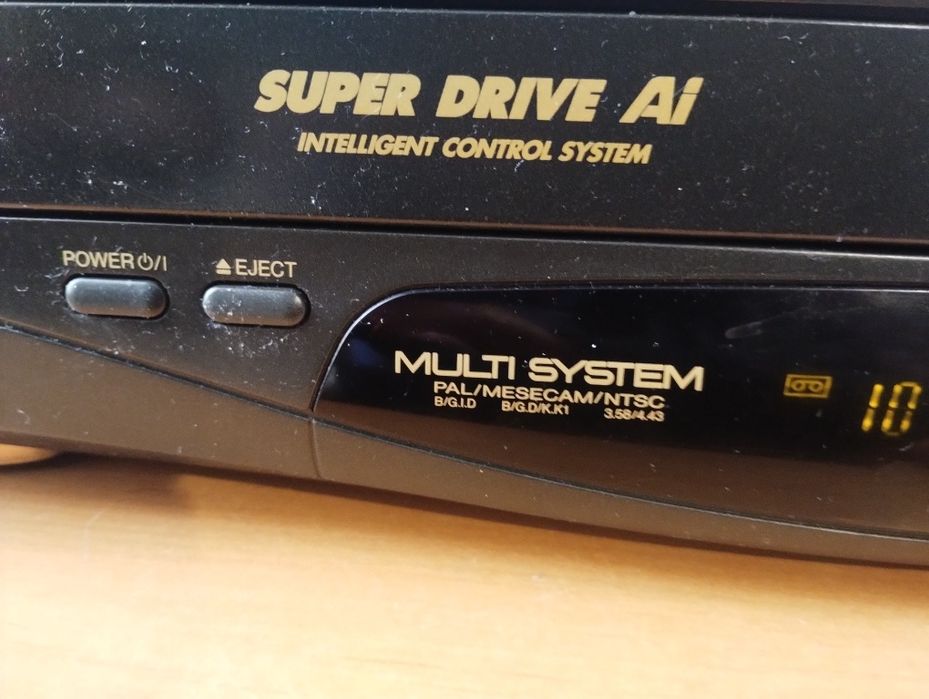 SUPER DRIVE Ai
INTELLIGENT CONTROL SYSTEM
POWER ⏻/I
⏏EJECT
MULTI SYSTEM
PAL/MESECAM/NTSC
B/G.I.D B/G.D/K.K1 3.58/4.43
10